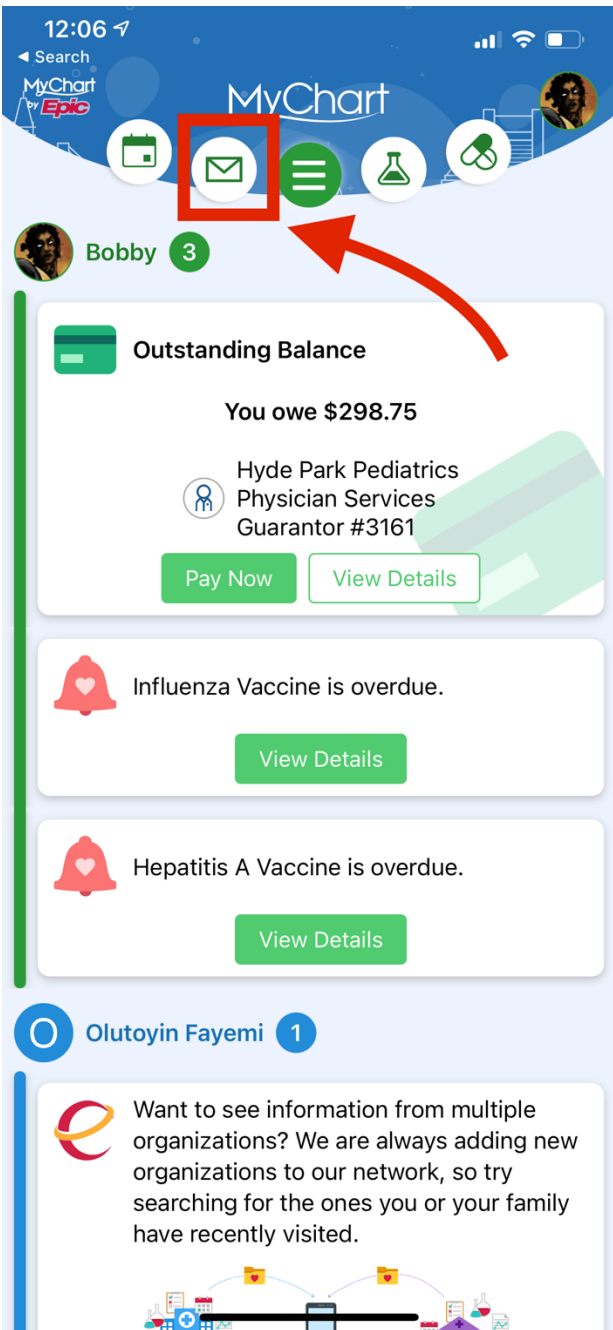 12:06
◀ Search
MyChart
by Epic
MyChart
Bobby 3
Outstanding Balance
You owe $298.75
Hyde Park Pediatrics
Physician Services
Guarantor #3161
Pay Now View Details
Influenza Vaccine is overdue.
View Details
Hepatitis A Vaccine is overdue.
View Details
O Olutoyin Fayemi 1
Want to see information from multiple
organizations? We are always adding new
organizations to our network, so try
searching for the ones you or your family
have recently visited.